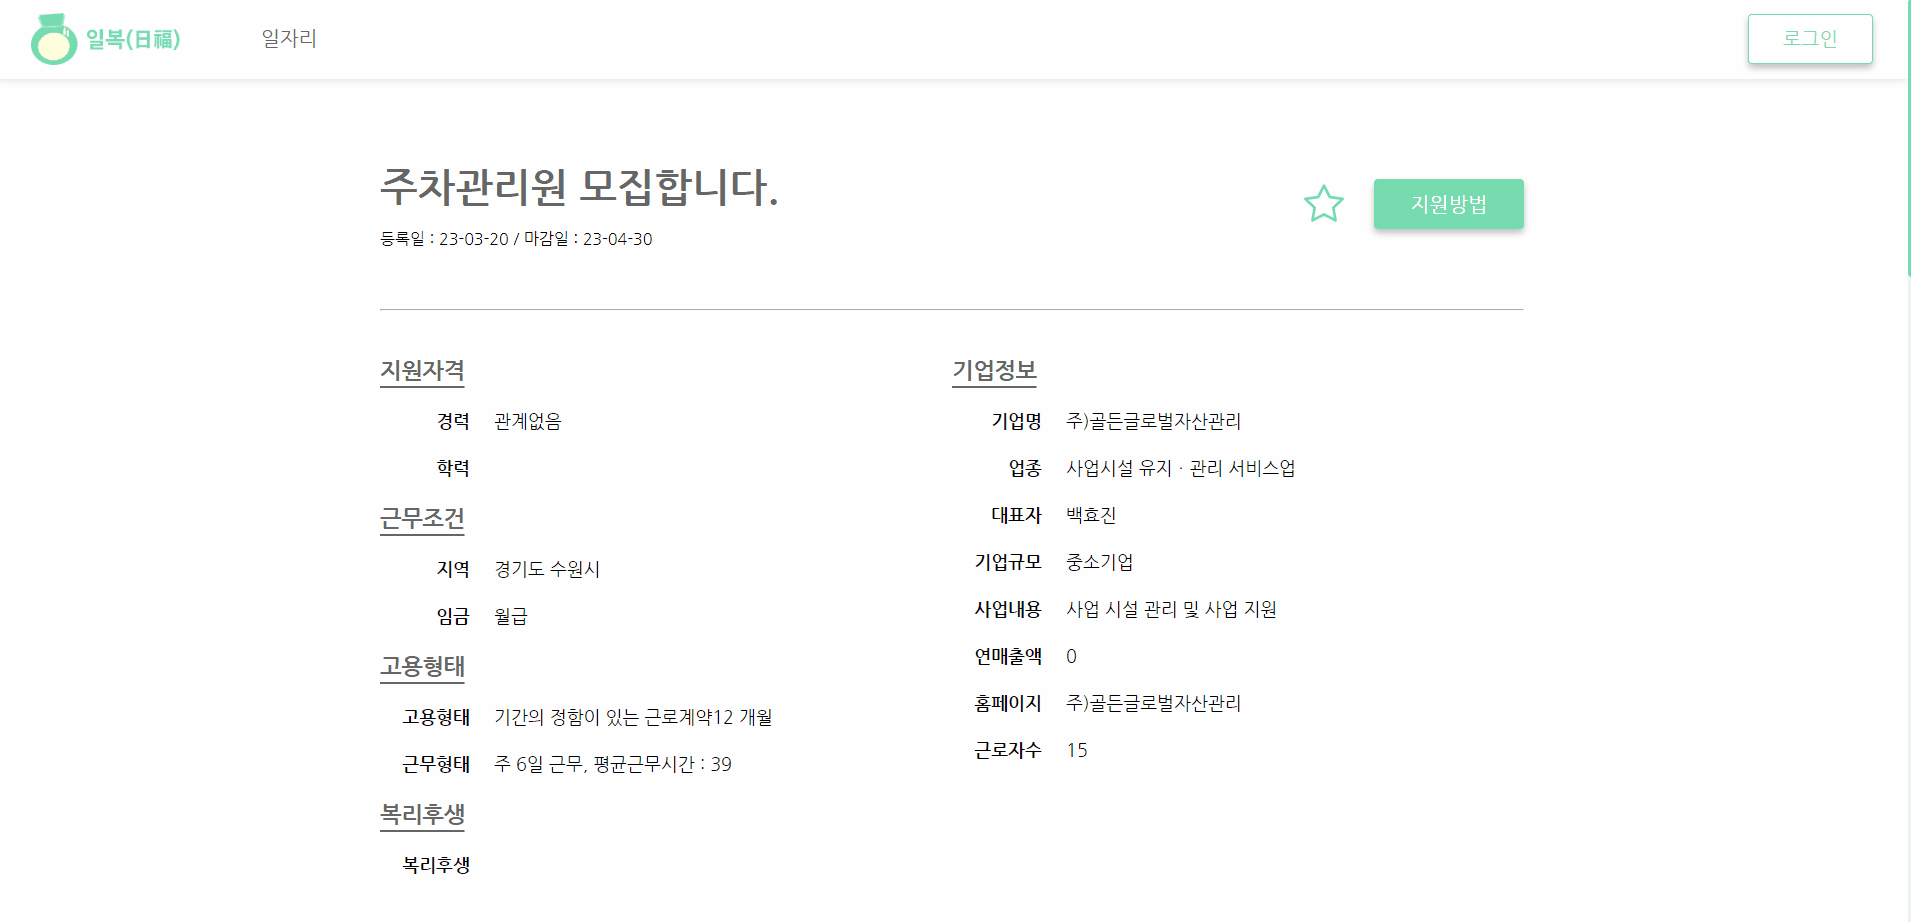 일복(日福)
일자리
로그인
주차관리원 모집합니다.
지원방법
등록일 : 23-03-20 / 마감일 : 23-04-30
지원자격
경력 관계없음
학력
근무조건
지역 경기도 수원시
임금 월급
고용형태
고용형태 기간의 정함이 있는 근로계약12 개월
근무형태 주 6일 근무, 평균근무시간 : 39
복리후생
복리후생
기업정보
기업명 주)골든글로벌자산관리
업종 사업시설 유지ㆍ관리 서비스업
대표자 백효진
기업규모 중소기업
사업내용 사업 시설 관리 및 사업 지원
연매출액 0
홈페이지 주)골든글로벌자산관리
근로자수 15